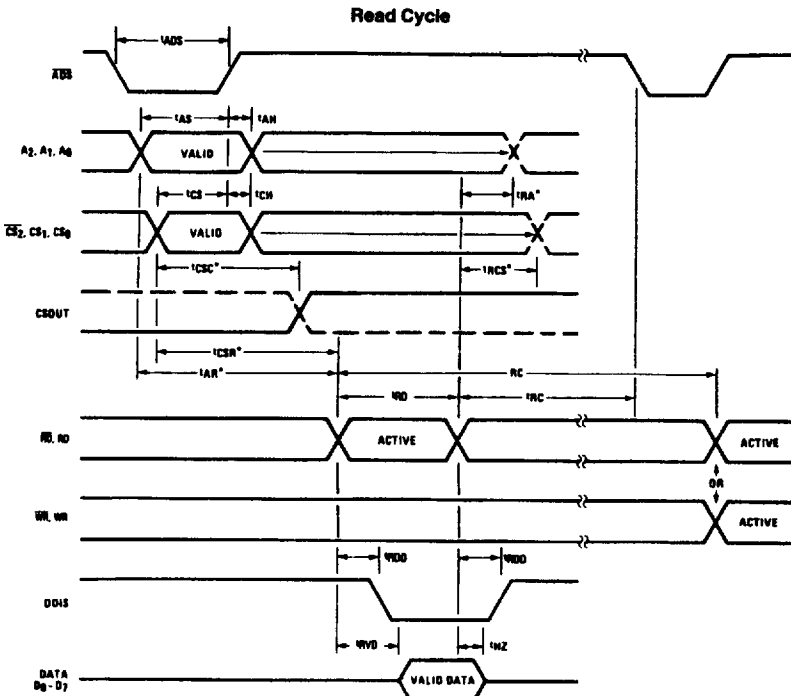 Read Cycle
tADS
ADS
tAS
tAH
A2, A1, A0
VALID
tCS
tCH
tRA*
CS2, CS1, CS0
VALID
tCSC*
tRCS*
CSOUT
tCSR*
tAR*
RC
tRD
tRC
RD, RD
ACTIVE
ACTIVE
OR
WR, WR
ACTIVE
tRDD
tRDD
DDIS
tRVD
tHZ
DATA
D0-D7
VALID DATA